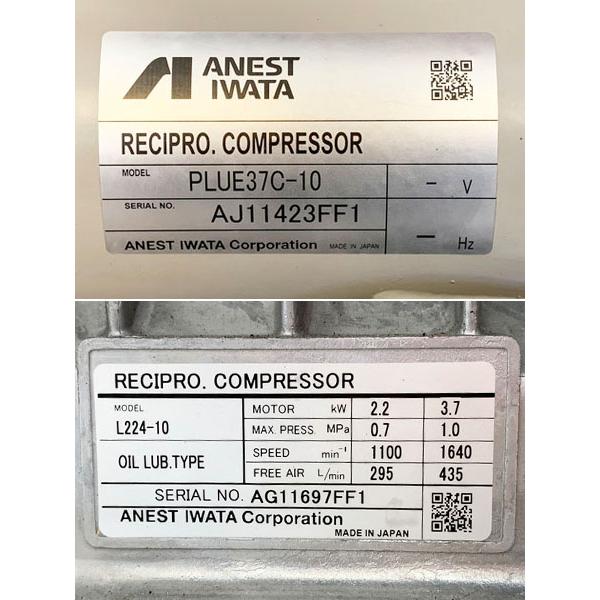 ANEST
IWATA
RECIPRO. COMPRESSOR
MODEL PLUE37C-10 - V
SERIAL NO. AJ11423FF1 - Hz
ANEST IWATA Corporation MADE IN JAPAN
RECIPRO. COMPRESSOR
MODEL MOTOR kW 2.2 3.7
L224-10 MAX. PRESS. MPa 0.7 1.0
OIL LUB.TYPE SPEED min⁻¹ 1100 1640
FREE AIR L/min 295 435
SERIAL NO. AG11697FF1
ANEST IWATA Corporation
MADE IN JAPAN